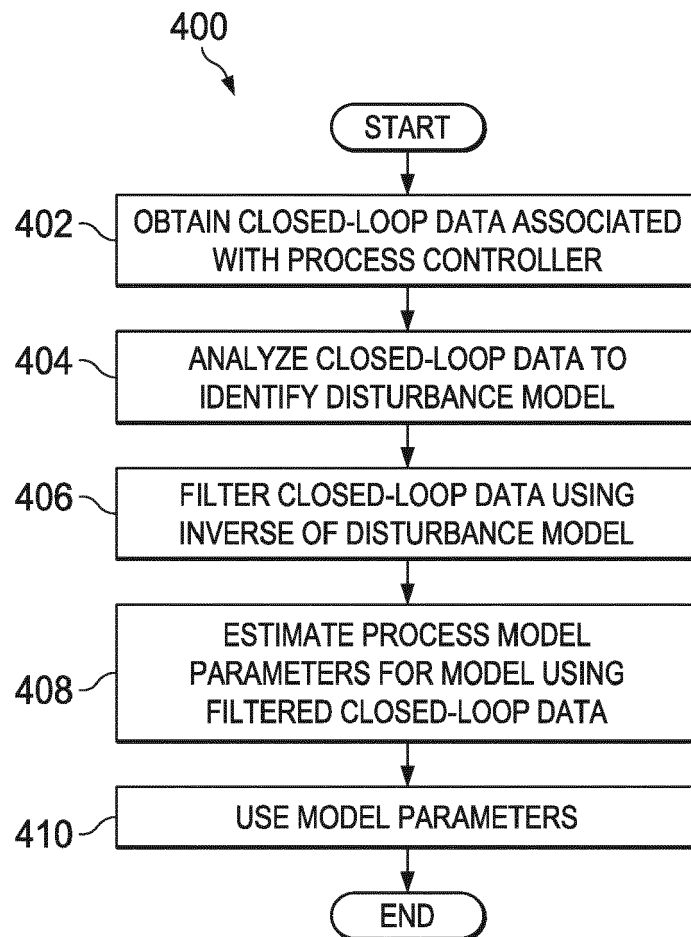 400
START
402
OBTAIN CLOSED-LOOP DATA ASSOCIATED
WITH PROCESS CONTROLLER
404
ANALYZE CLOSED-LOOP DATA TO
IDENTIFY DISTURBANCE MODEL
406
FILTER CLOSED-LOOP DATA USING
INVERSE OF DISTURBANCE MODEL
408
ESTIMATE PROCESS MODEL
PARAMETERS FOR MODEL USING
FILTERED CLOSED-LOOP DATA
410
USE MODEL PARAMETERS
END